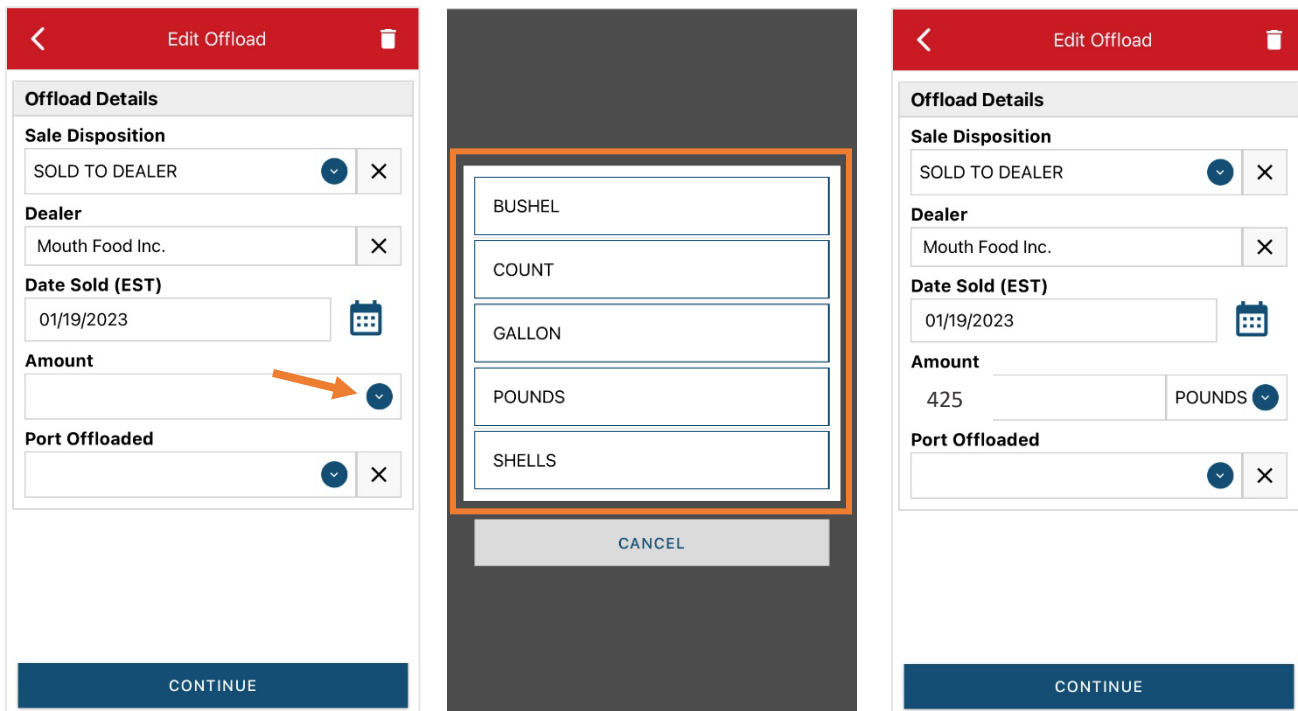 Edit Offload
Offload Details
Sale Disposition
SOLD TO DEALER
Dealer
Mouth Food Inc.
Date Sold (EST)
01/19/2023
Amount
Port Offloaded
CONTINUE
BUSHEL
COUNT
GALLON
POUNDS
SHELLS
CANCEL
Edit Offload
Offload Details
Sale Disposition
SOLD TO DEALER
Dealer
Mouth Food Inc.
Date Sold (EST)
01/19/2023
Amount
425 POUNDS
Port Offloaded
CONTINUE